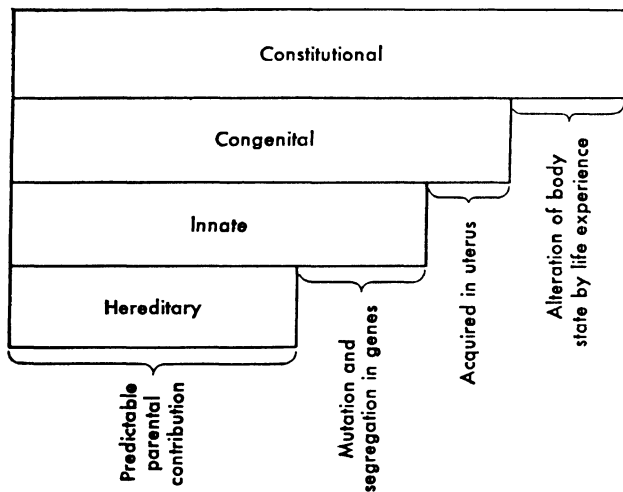 Constitutional
Congenital
Innate
Hereditary
Predictable
parental
contribution
Mutation and
segregation in genes
Acquired in uterus
Alteration of body
state by life experience